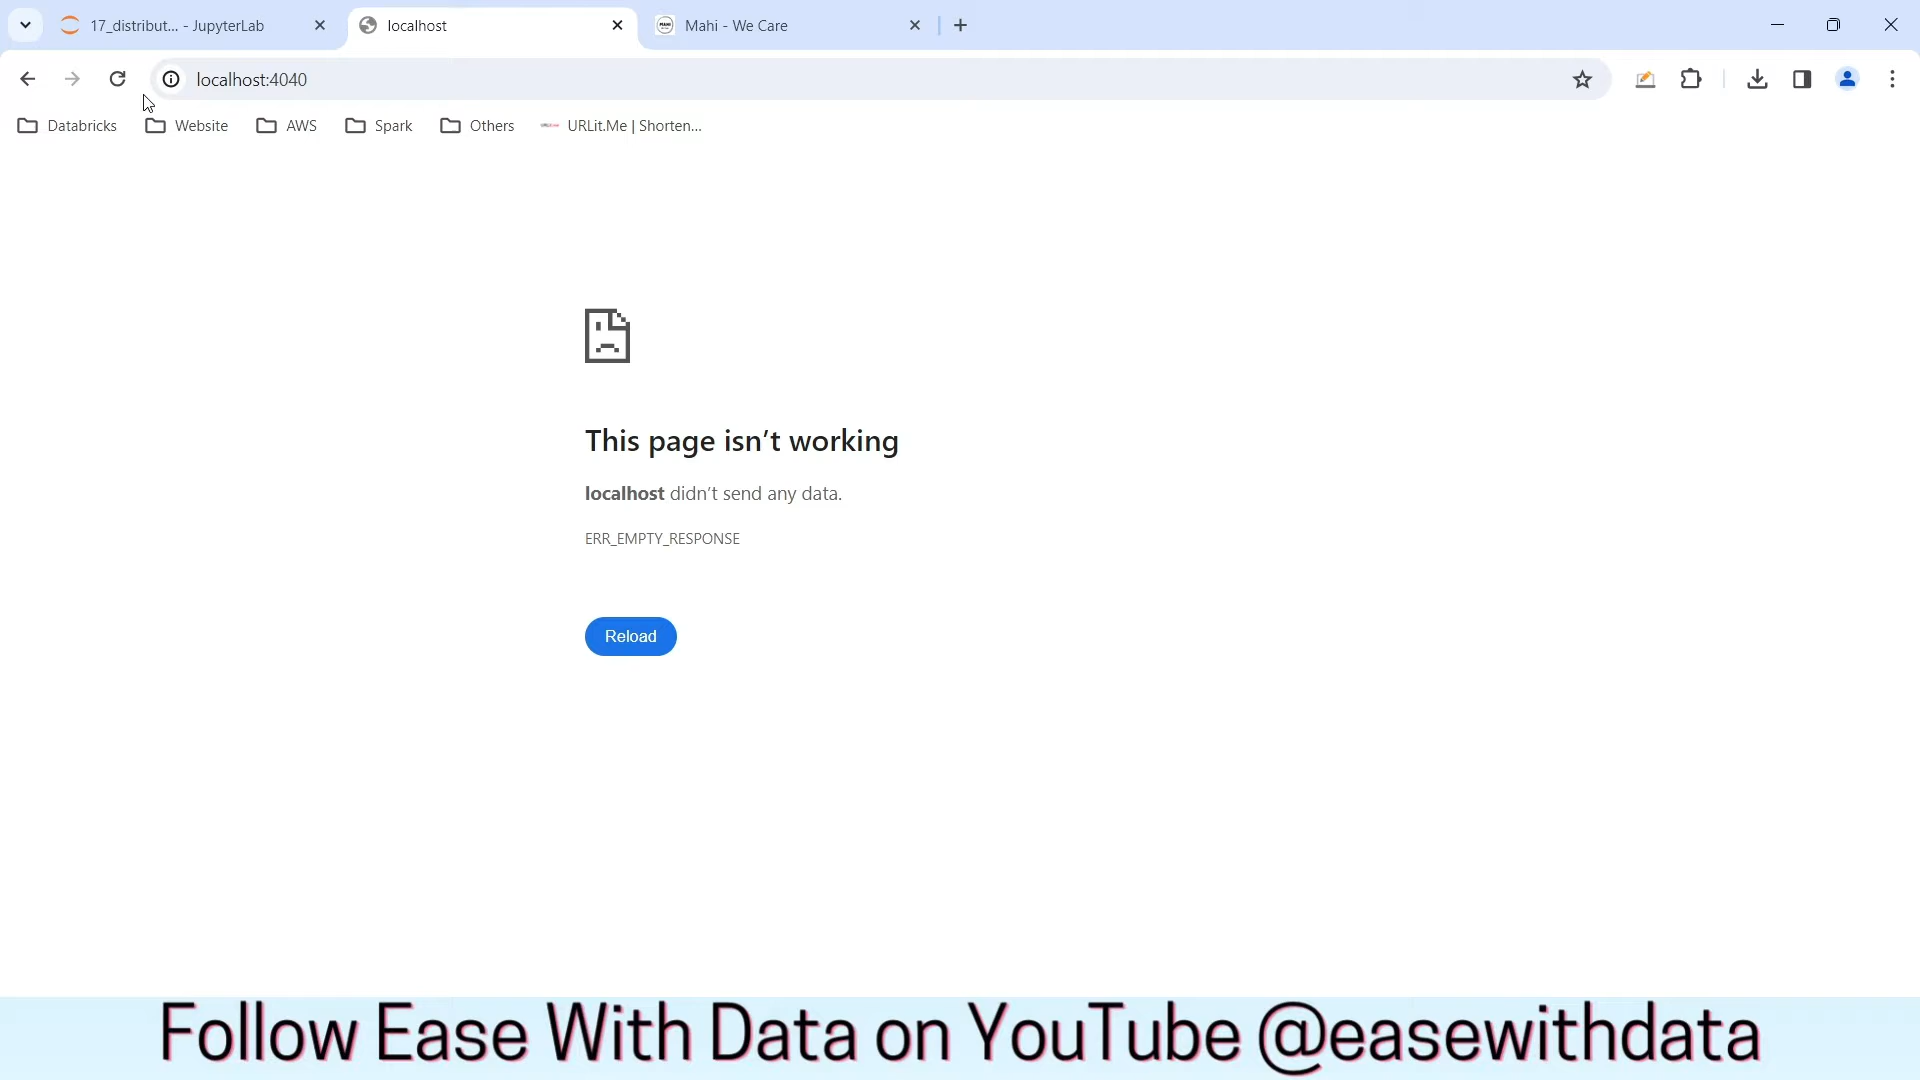 17_distribut... - JupyterLab
localhost
Mahi - We Care
localhost:4040
Databricks
Website
AWS
Spark
Others
URLit.Me | Shorten...
This page isn't working
localhost didn't send any data.
ERR_EMPTY_RESPONSE
Reload
Follow Ease With Data on YouTube @easewithdata